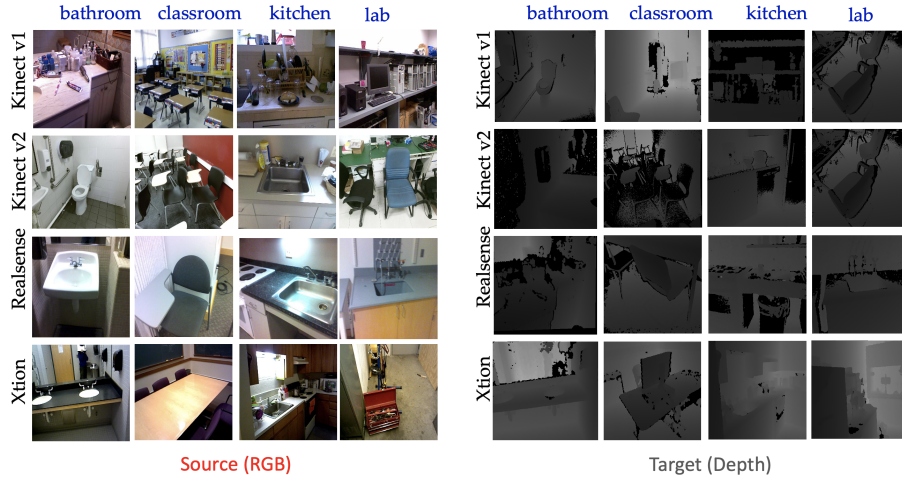 bathroom classroom kitchen lab
bathroom classroom kitchen lab
Kinect v1
Kinect v2
Realsense
Xtion
Kinect v1
Kinect v2
Realsense
Xtion
Source (RGB)
Target (Depth)